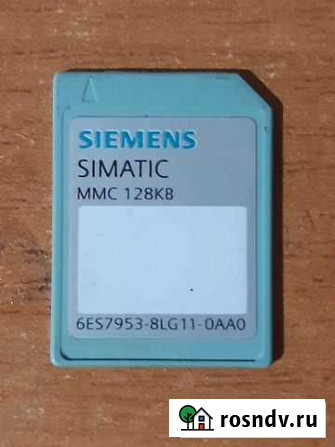 SIEMENS
SIMATIC
MMC 128KB
6ES7953-8LG11-0AA0
rosndv.ru